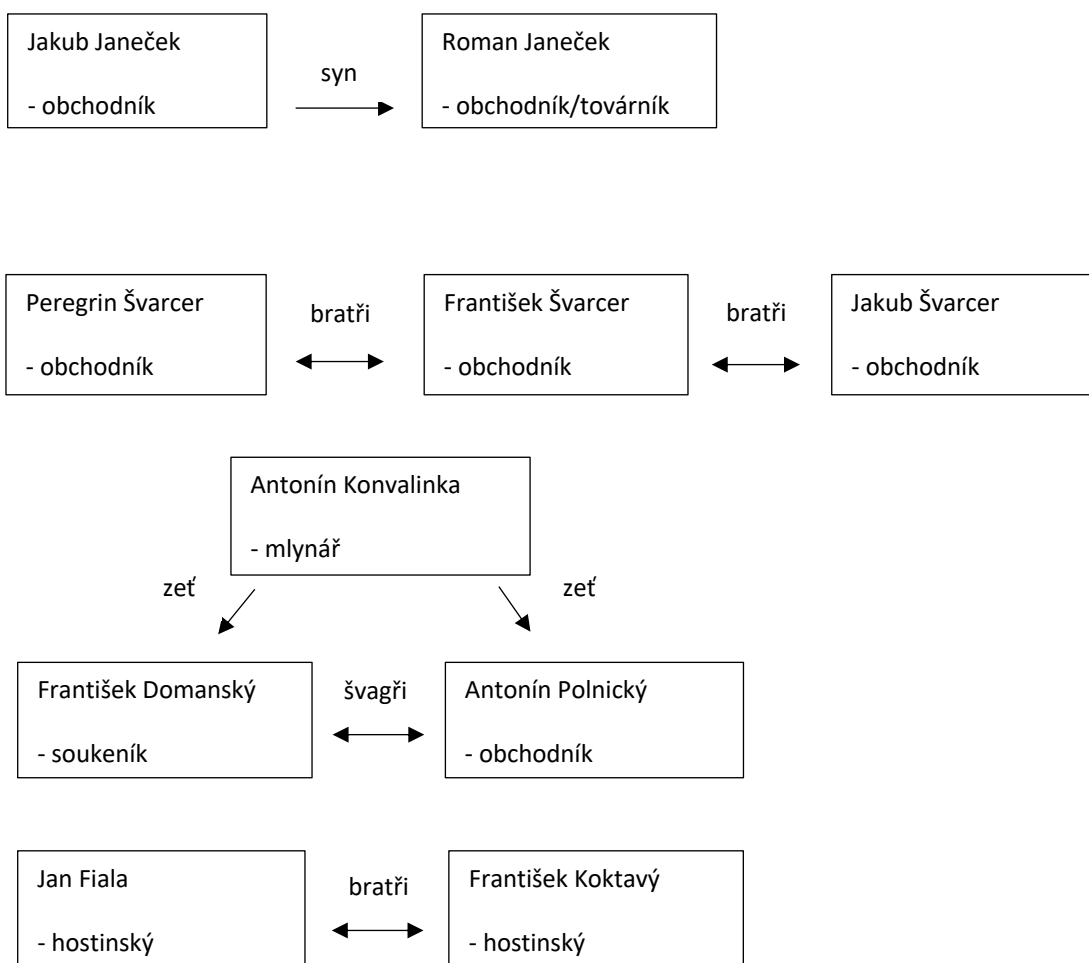 Jakub Janeček
- obchodník
syn
Roman Janeček
- obchodník/továrník
Peregrin Švarcer
- obchodník
bratři
František Švarcer
- obchodník
bratři
Jakub Švarcer
- obchodník
Antonín Konvalinka
- mlynář
zeť
zeť
František Domanský
- soukeník
švagři
Antonín Polnický
- obchodník
Jan Fiala
- hostinský
bratři
František Koktavý
- hostinský